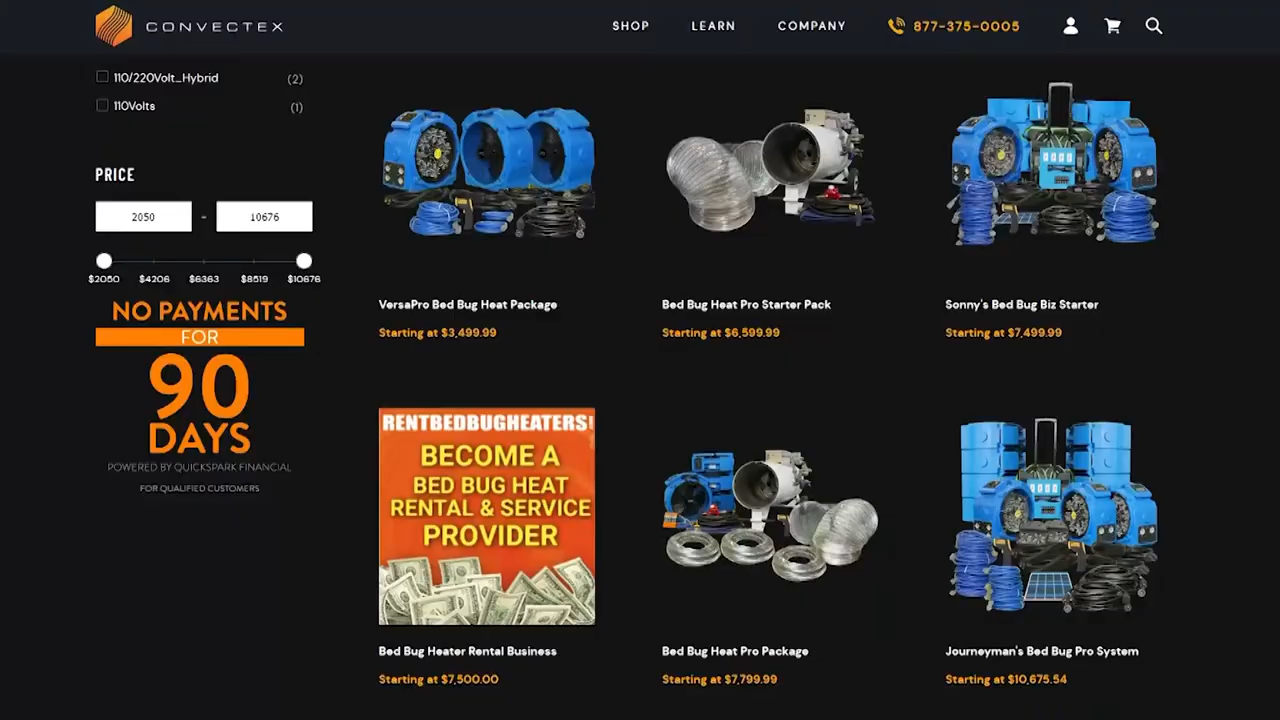 CONVECTEX
SHOP LEARN COMPANY 877-375-0005
110/220Volt_Hybrid (2)
110Volts (1)
PRICE
2050 - 10676
$2050 $4206 $6363 $8519 $10676
NO PAYMENTS
FOR
90
DAYS
POWERED BY QUICKSPARK FINANCIAL
FOR QUALIFIED CUSTOMERS
VersaPro Bed Bug Heat Package
Starting at $3,499.99
Bed Bug Heat Pro Starter Pack
Starting at $6,599.99
Sonny's Bed Bug Biz Starter
Starting at $7,499.99
RENTBEDBUGHEATERS!
BECOME A
BED BUG HEAT
RENTAL & SERVICE
PROVIDER
Bed Bug Heater Rental Business
Starting at $7,500.00
Bed Bug Heat Pro Package
Starting at $7,799.99
Journeyman's Bed Bug Pro System
Starting at $10,675.54